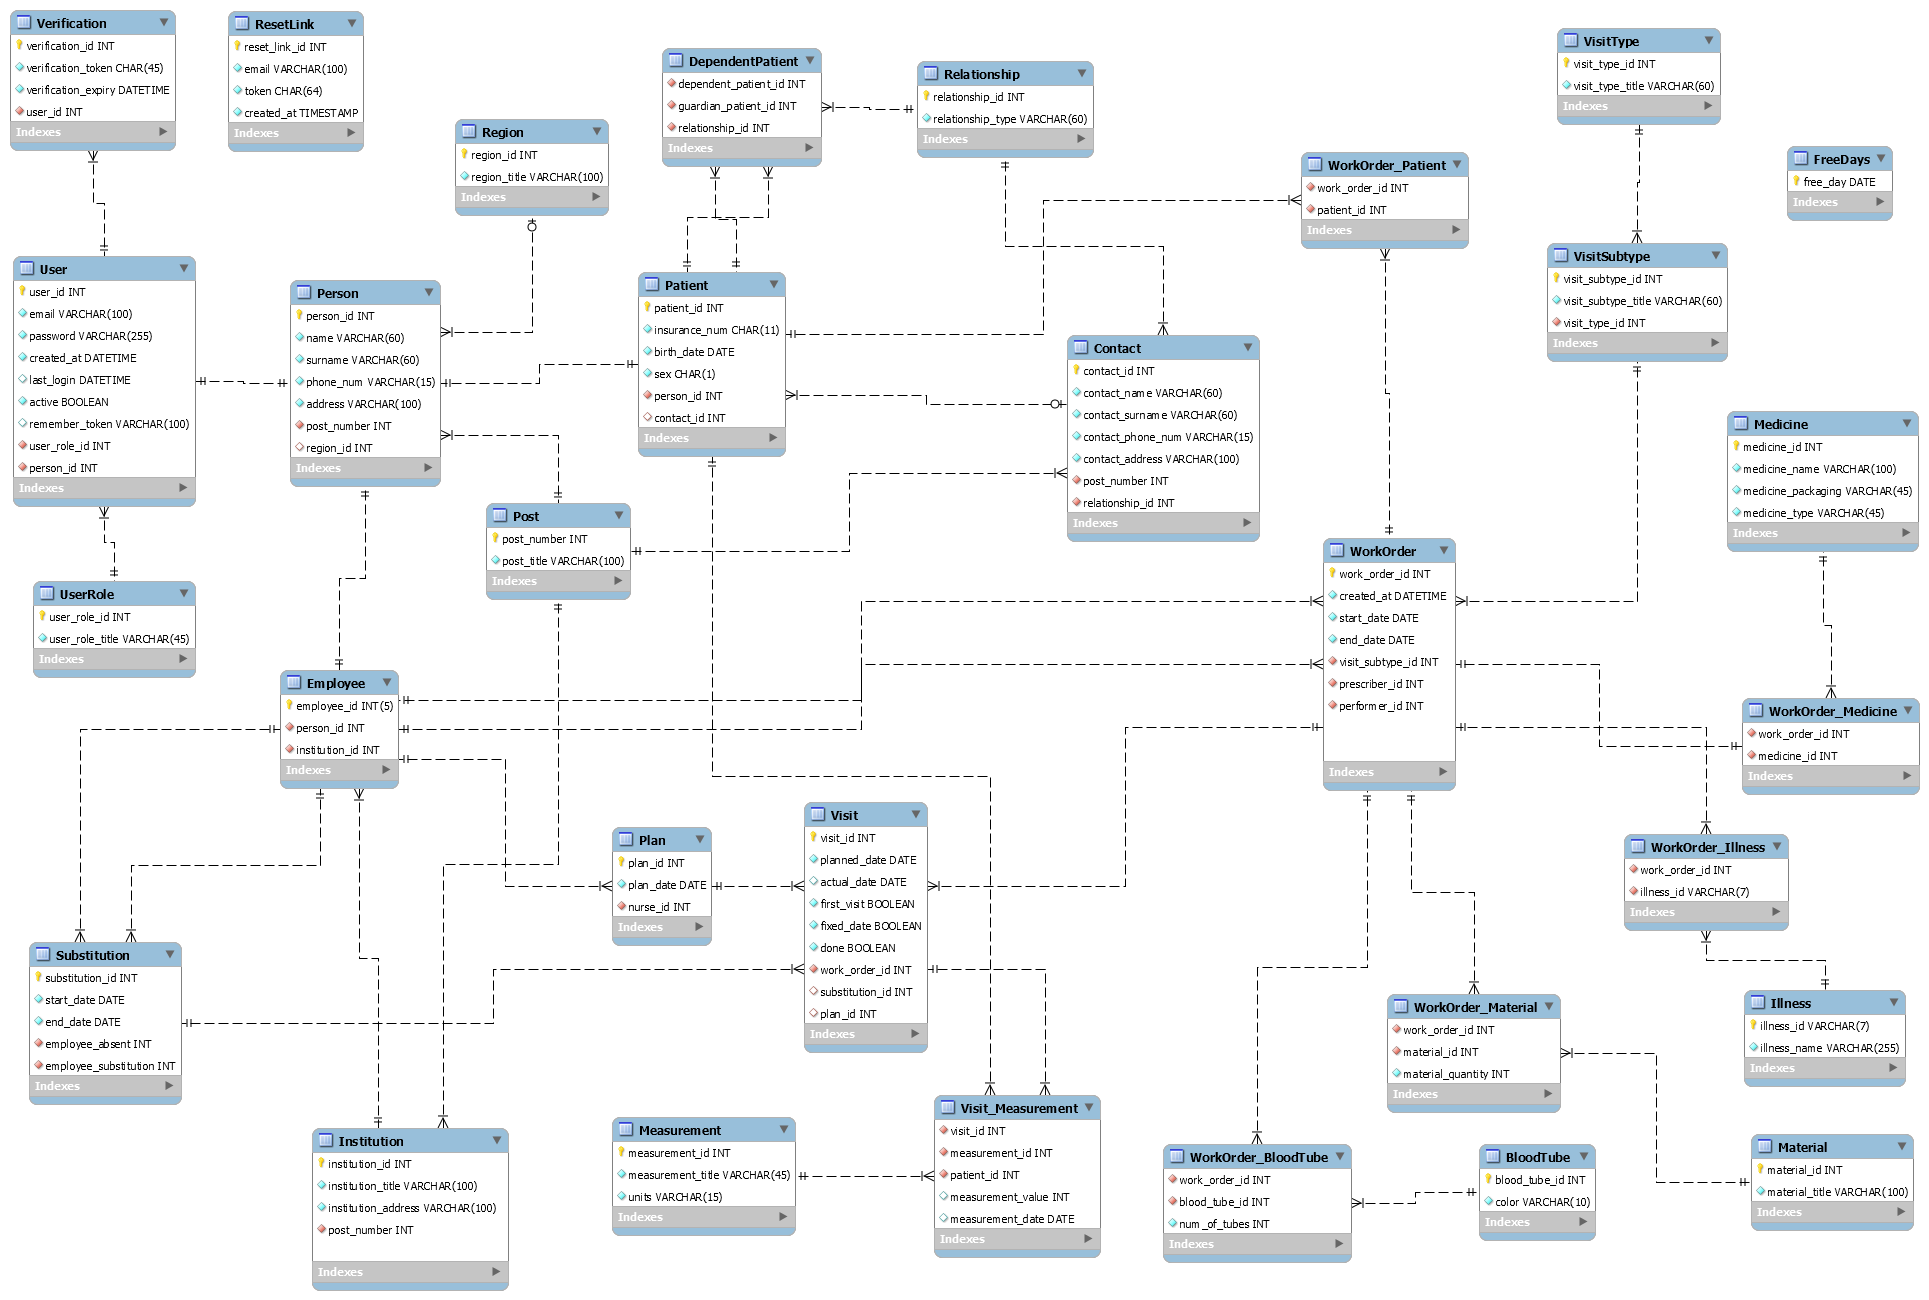 Verification
verification_id INT
verification_token CHAR(45)
verification_expiry DATETIME
user_id INT
Indexes
ResetLink
reset_link_id INT
email VARCHAR(100)
token CHAR(64)
created_at TIMESTAMP
Indexes
DependentPatient
dependent_patient_id INT
guardian_patient_id INT
relationship_id INT
Indexes
Relationship
relationship_id INT
relationship_type VARCHAR(60)
Indexes
VisitType
visit_type_id INT
visit_type_title VARCHAR(60)
Indexes
Region
region_id INT
region_title VARCHAR(100)
Indexes
WorkOrder_Patient
work_order_id INT
patient_id INT
Indexes
FreeDays
free_day DATE
Indexes
User
user_id INT
email VARCHAR(100)
password VARCHAR(255)
created_at DATETIME
last_login DATETIME
active BOOLEAN
remember_token VARCHAR(100)
user_role_id INT
person_id INT
Indexes
Person
person_id INT
name VARCHAR(60)
surname VARCHAR(60)
phone_num VARCHAR(15)
address VARCHAR(100)
post_number INT
region_id INT
Indexes
Patient
patient_id INT
insurance_num CHAR(11)
birth_date DATE
sex CHAR(1)
person_id INT
contact_id INT
Indexes
VisitSubtype
visit_subtype_id INT
visit_subtype_title VARCHAR(60)
visit_type_id INT
Indexes
Contact
contact_id INT
contact_name VARCHAR(60)
contact_surname VARCHAR(60)
contact_phone_num VARCHAR(15)
contact_address VARCHAR(100)
post_number INT
relationship_id INT
Indexes
Medicine
medicine_id INT
medicine_name VARCHAR(100)
medicine_packaging VARCHAR(45)
medicine_type VARCHAR(45)
Indexes
Post
post_number INT
post_title VARCHAR(100)
Indexes
WorkOrder
work_order_id INT
created_at DATETIME
start_date DATE
end_date DATE
visit_subtype_id INT
prescriber_id INT
performer_id INT
Indexes
UserRole
user_role_id INT
user_role_title VARCHAR(45)
Indexes
Employee
employee_id INT(5)
person_id INT
institution_id INT
Indexes
WorkOrder_Medicine
work_order_id INT
medicine_id INT
Indexes
Plan
plan_id INT
plan_date DATE
nurse_id INT
Indexes
Visit
visit_id INT
planned_date DATE
actual_date DATE
first_visit BOOLEAN
fixed_date BOOLEAN
done BOOLEAN
work_order_id INT
substitution_id INT
plan_id INT
Indexes
WorkOrder_Illness
work_order_id INT
illness_id VARCHAR(7)
Indexes
Substitution
substitution_id INT
start_date DATE
end_date DATE
employee_absent INT
employee_substitution INT
Indexes
WorkOrder_Material
work_order_id INT
material_id INT
material_quantity INT
Indexes
Illness
illness_id VARCHAR(7)
illness_name VARCHAR(255)
Indexes
Institution
institution_id INT
institution_title VARCHAR(100)
institution_address VARCHAR(100)
post_number INT
Indexes
Measurement
measurement_id INT
measurement_title VARCHAR(45)
units VARCHAR(15)
Indexes
Visit_Measurement
visit_id INT
measurement_id INT
patient_id INT
measurement_value INT
measurement_date DATE
Indexes
WorkOrder_BloodTube
work_order_id INT
blood_tube_id INT
num_of_tubes INT
Indexes
BloodTube
blood_tube_id INT
color VARCHAR(10)
Indexes
Material
material_id INT
material_title VARCHAR(100)
Indexes